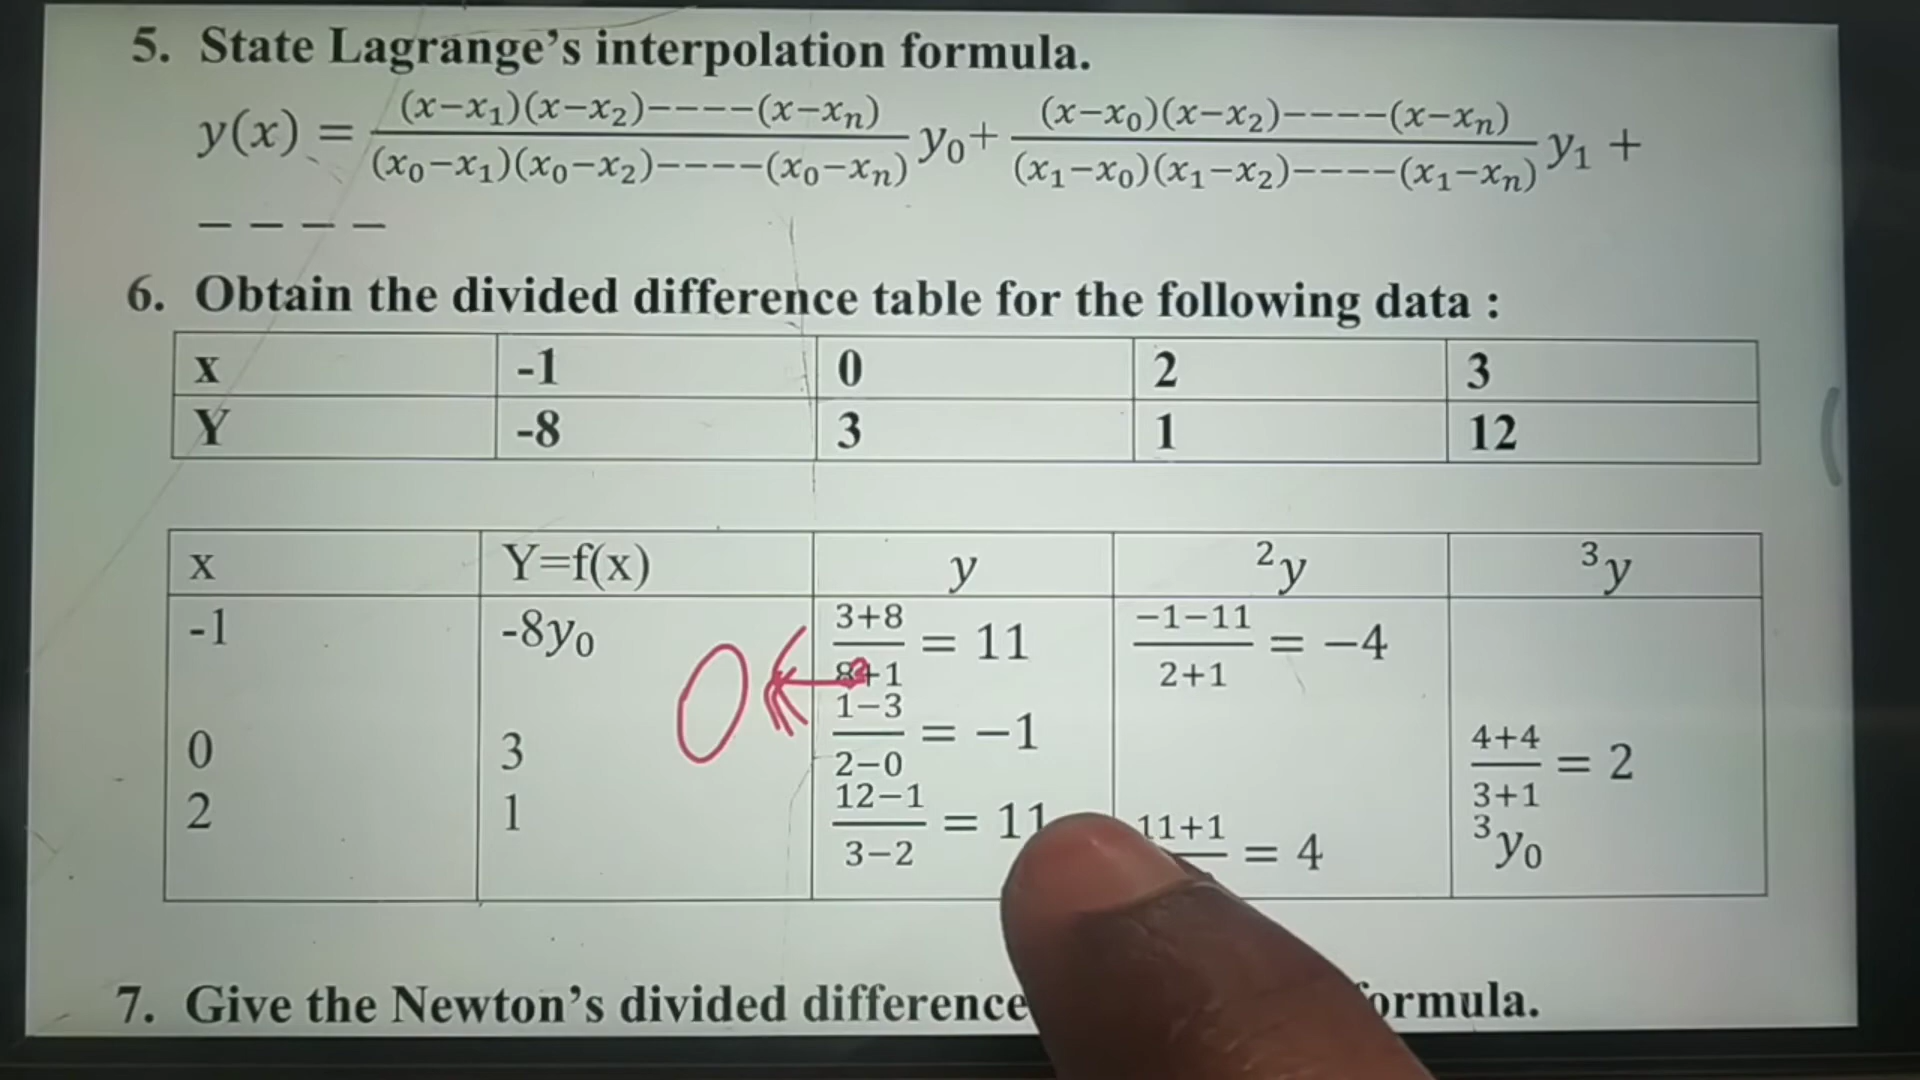 5. State Lagrange's interpolation formula.
y(x) = (x−x₁)(x−x₂)−−−−(x−xₙ) / (x₀−x₁)(x₀−x₂)−−−−(x₀−xₙ) y₀+ (x−x₀)(x−x₂)−−−−(x−xₙ) / (x₁−x₀)(x₁−x₂)−−−−(x₁−xₙ) y₁ +
− − − −
6. Obtain the divided difference table for the following data :
x -1 0 2 3
Y -8 3 1 12
x Y=f(x) y ²y ³y
-1 -8y₀ 3+8 / 8+1 = 11 −1−11 / 2+1 = −4
0
0 3 1−3 / 2−0 = −1 4+4 / 3+1 = 2
2 1 12−1 / 3−2 = 11 11+1 = 4 ³y₀
7. Give the Newton's divided difference formula.